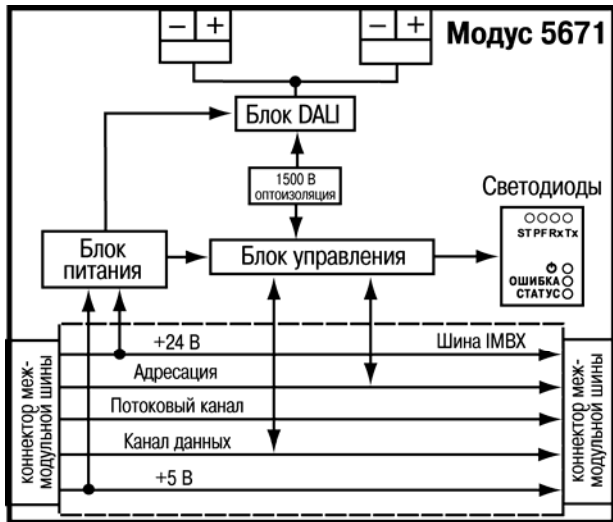 − + − + Модус 5671
Блок DALI
1500 В
оптоизоляция
Светодиоды
ST PF Rx Tx
ОШИБКА
СТАТУС
Блок
питания
Блок управления
+24 В
Шина IMBX
Адресация
Потоковый канал
Канал данных
+5 В
коннектор меж-
модульной шины
коннектор меж-
модульной шины